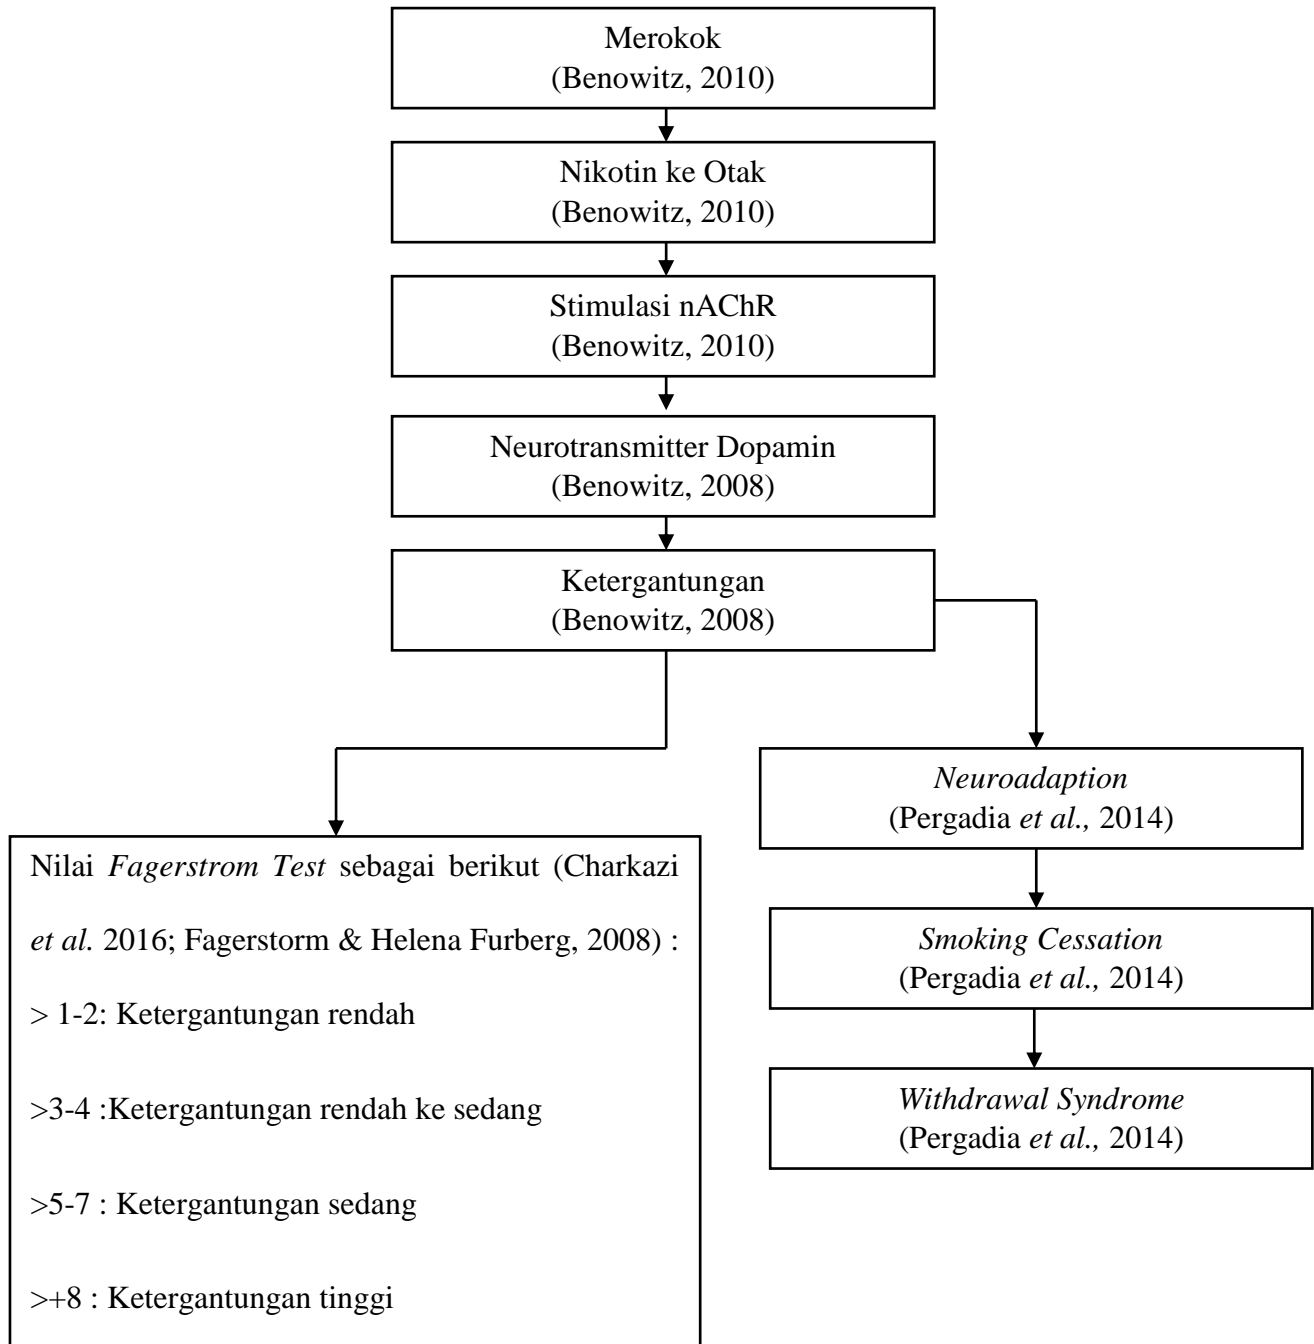 Merokok
(Benowitz, 2010)
Nikotin ke Otak
(Benowitz, 2010)
Stimulasi nAChR
(Benowitz, 2010)
Neurotransmitter Dopamin
(Benowitz, 2008)
Ketergantungan
(Benowitz, 2008)
Nilai Fagerstrom Test sebagai berikut (Charkazi
et al. 2016; Fagerstorm & Helena Furberg, 2008) :
> 1-2: Ketergantungan rendah
>3-4 :Ketergantungan rendah ke sedang
>5-7 : Ketergantungan sedang
>+8 : Ketergantungan tinggi
Neuroadaption
(Pergadia et al., 2014)
Smoking Cessation
(Pergadia et al., 2014)
Withdrawal Syndrome
(Pergadia et al., 2014)